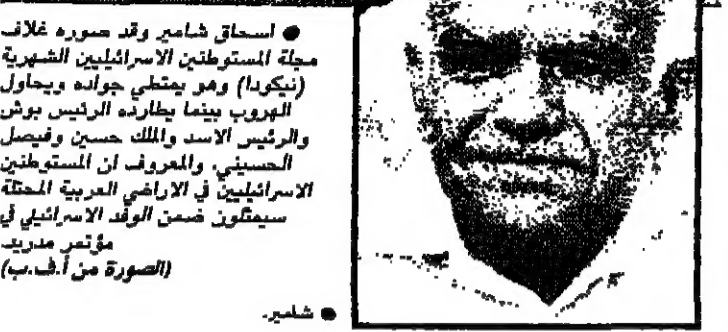 ● اسحاق شامير وقد صوره غلاف
مجلة المستوطنين الاسرائيليين الشهرية
(نيكودا) وهو يمتطي جواده ويحاول
الهروب بينما يطارده الرئيس بوش
والرئيس الاسد والملك حسين وفيصل
الحسيني. والمعروف ان المستوطنين
الاسرائيليين في الاراضي العربية المحتلة
سيمثلون ضمن الوفد الاسرائيلي في
مؤتمر مدريد
(الصورة من أ.ف.ب)
● شامير.